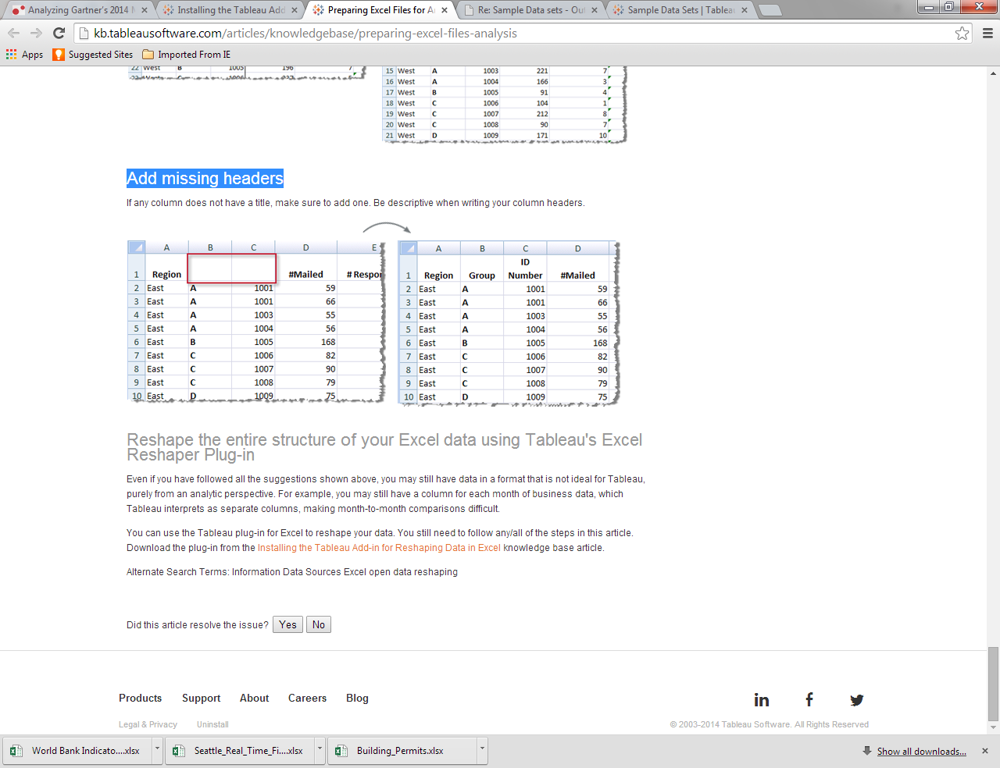 Analyzing Gartner's 2014 M
Installing the Tableau Add
Preparing Excel Files for A
Re: Sample Data sets - Out
Sample Data Sets | Tableau
kb.tableausoftware.com/articles/knowledgebase/preparing-excel-files-analysis
Apps Suggested Sites Imported From IE
22 West B 1005 196 7
15 West A 1003 221 7
16 West A 1004 166 3
17 West B 1005 91 4
18 West C 1006 104 1
19 West C 1007 212 8
20 West C 1008 90 7
21 West D 1009 171 10
Add missing headers
If any column does not have a title, make sure to add one. Be descriptive when writing your column headers.
A B C D E
1 Region #Mailed # Respor
2 East A 1001 59
3 East A 1001 66
4 East A 1003 55
5 East A 1004 56
6 East B 1005 168
7 East C 1006 82
8 East C 1007 90
9 East C 1008 79
10 East D 1009 75
A B C D
ID
1 Region Group Number #Mailed
2 East A 1001 59
3 East A 1001 66
4 East A 1003 55
5 East A 1004 56
6 East B 1005 168
7 East C 1006 82
8 East C 1007 90
9 East C 1008 79
10 East D 1009 75
Reshape the entire structure of your Excel data using Tableau's Excel
Reshaper Plug-in
Even if you have followed all the suggestions shown above, you may still have data in a format that is not ideal for Tableau,
purely from an analytic perspective. For example, you may still have a column for each month of business data, which
Tableau interprets as separate columns, making month-to-month comparisons difficult.
You can use the Tableau plug-in for Excel to reshape your data. You still need to follow any/all of the steps in this article.
Download the plug-in from the Installing the Tableau Add-in for Reshaping Data in Excel knowledge base article.
Alternate Search Terms: Information Data Sources Excel open data reshaping
Did this article resolve the issue? Yes No
Products Support About Careers Blog
Legal & Privacy Uninstall
© 2003-2014 Tableau Software. All Rights Reserved
World Bank Indicato....xlsx
Seattle_Real_Time_Fi....xlsx
Building_Permits.xlsx
Show all downloads...